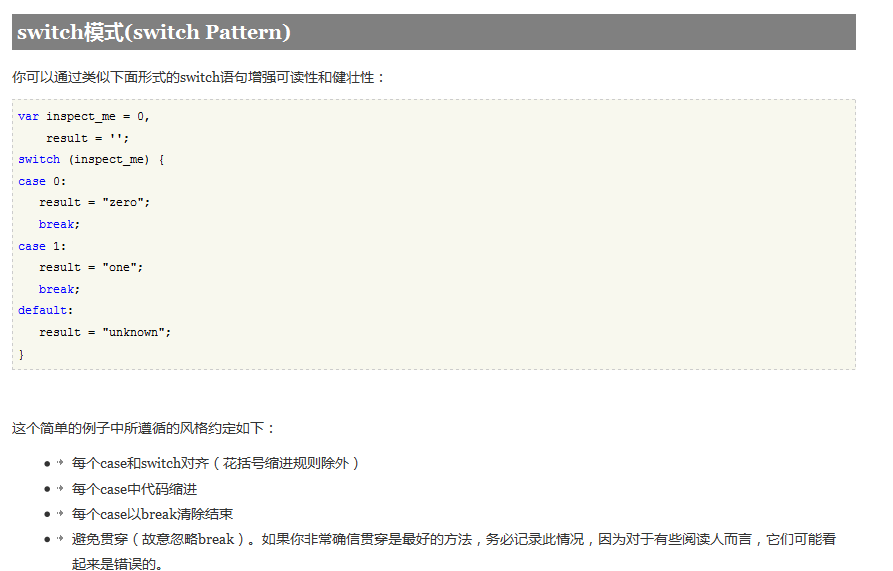 switch模式(switch Pattern)
你可以通过类似下面形式的switch语句增强可读性和健壮性：
var inspect_me = 0,
    result = '';
switch (inspect_me) {
case 0:
   result = "zero";
   break;
case 1:
   result = "one";
   break;
default:
   result = "unknown";
}
这个简单的例子中所遵循的风格约定如下：
每个case和switch对齐（花括号缩进规则除外）
每个case中代码缩进
每个case以break清除结束
避免贯穿（故意忽略break）。如果你非常确信贯穿是最好的方法，务必记录此情况，因为对于有些阅读人而言，它们可能看
起来是错误的。